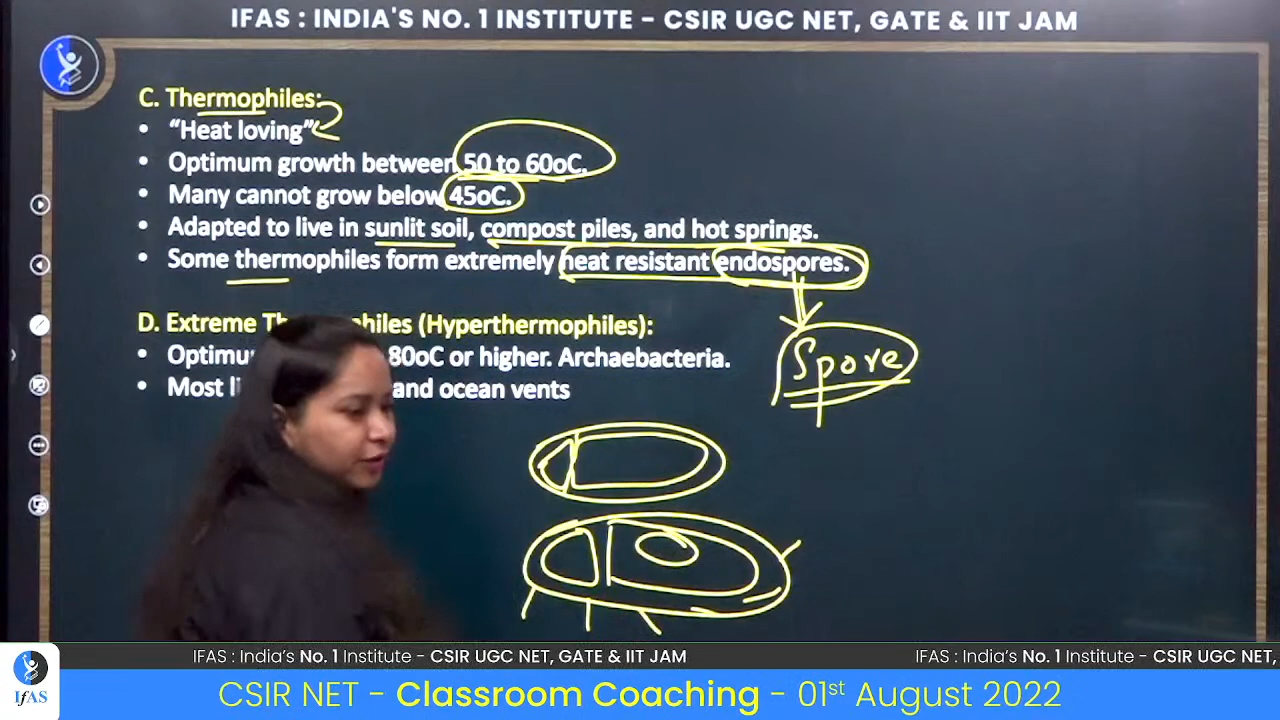 IFAS : INDIA'S NO. 1 INSTITUTE - CSIR UGC NET, GATE & IIT JAM
C. Thermophiles:
• “Heat loving”
• Optimum growth between 50 to 60oC.
• Many cannot grow below 45oC.
• Adapted to live in sunlit soil, compost piles, and hot springs.
• Some thermophiles form extremely heat resistant endospores.
D. Extreme Thermophiles (Hyperthermophiles):
• 80oC or higher. Archaebacteria.
• Most and ocean vents
Spore
IFAS : India's No. 1 Institute - CSIR UGC NET, GATE & IIT JAM
IFAS : India's No. 1 Institute - CSIR UGC NET,
IFAS
CSIR NET - Classroom Coaching - 01st August 2022